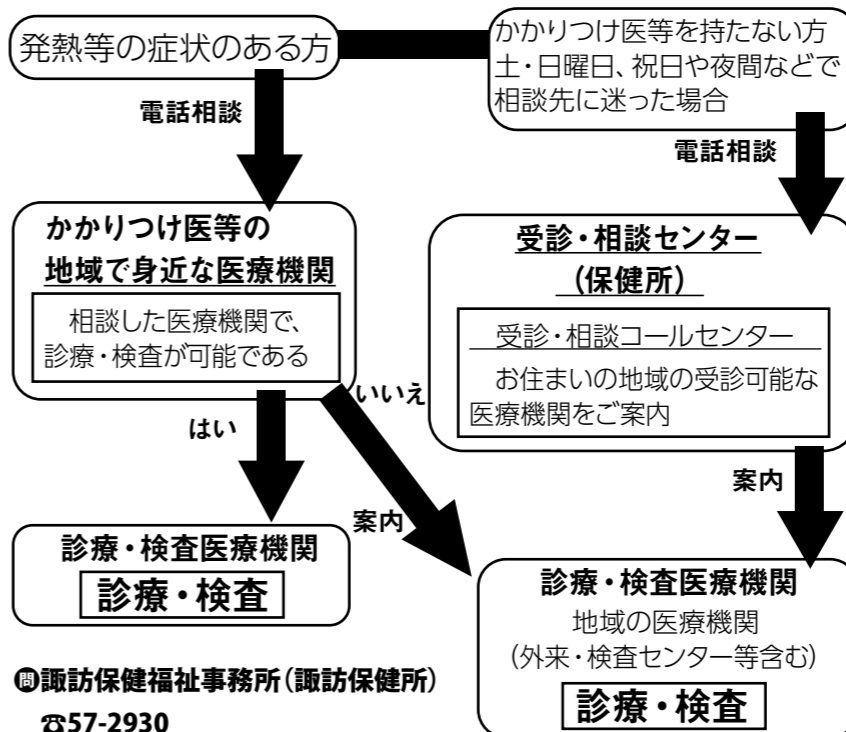 発熱等の症状のある方
かかりつけ医等を持たない方
土・日曜日、祝日や夜間などで
相談先に迷った場合
電話相談
電話相談
かかりつけ医等の
地域で身近な医療機関
相談した医療機関で、
診療・検査が可能である
受診・相談センター
(保健所)
受診・相談コールセンター
お住まいの地域の受診可能な
医療機関をご案内
はい
いいえ
案内
案内
診療・検査医療機関
診療・検査
診療・検査医療機関
地域の医療機関
(外来・検査センター等含む)
診療・検査
問諏訪保健福祉事務所(諏訪保健所)
☎57-2930